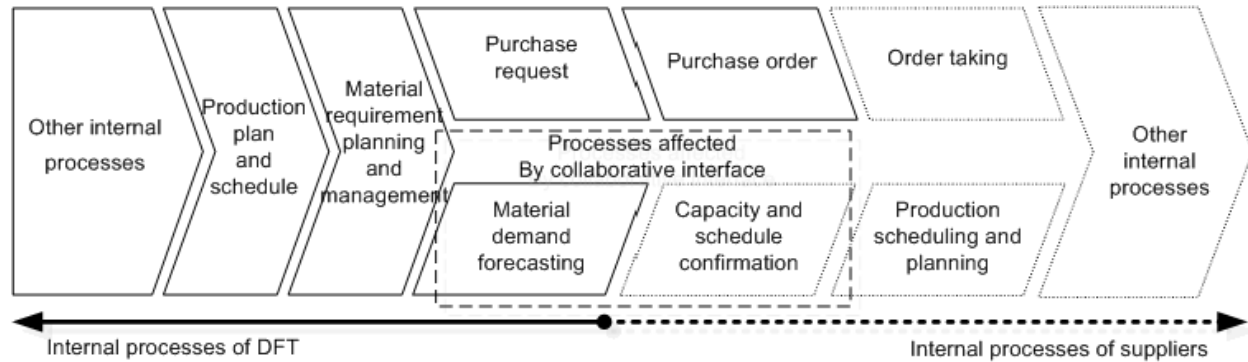 Other internal
processes
Production
plan
and
schedule
Material
requirement
planning
and
management
Purchase
request
Purchase order
Order taking
Processes affected
By collaborative interface
Material
demand
forecasting
Capacity and
schedule
confirmation
Production
scheduling and
planning
Other
internal
processes
Internal processes of DFT
Internal processes of suppliers